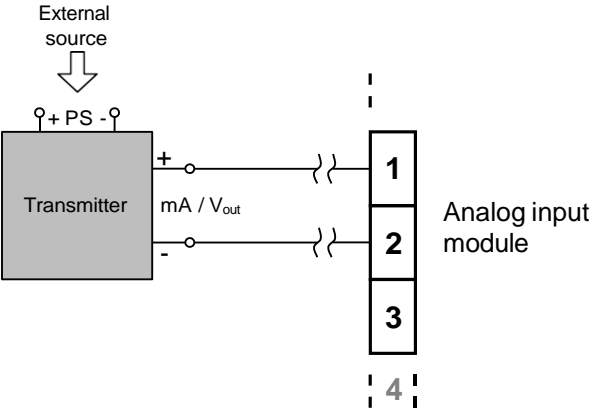 External
source
+ PS -
+
Transmitter
mA / Vout
-
1
2
3
4
Analog input
module